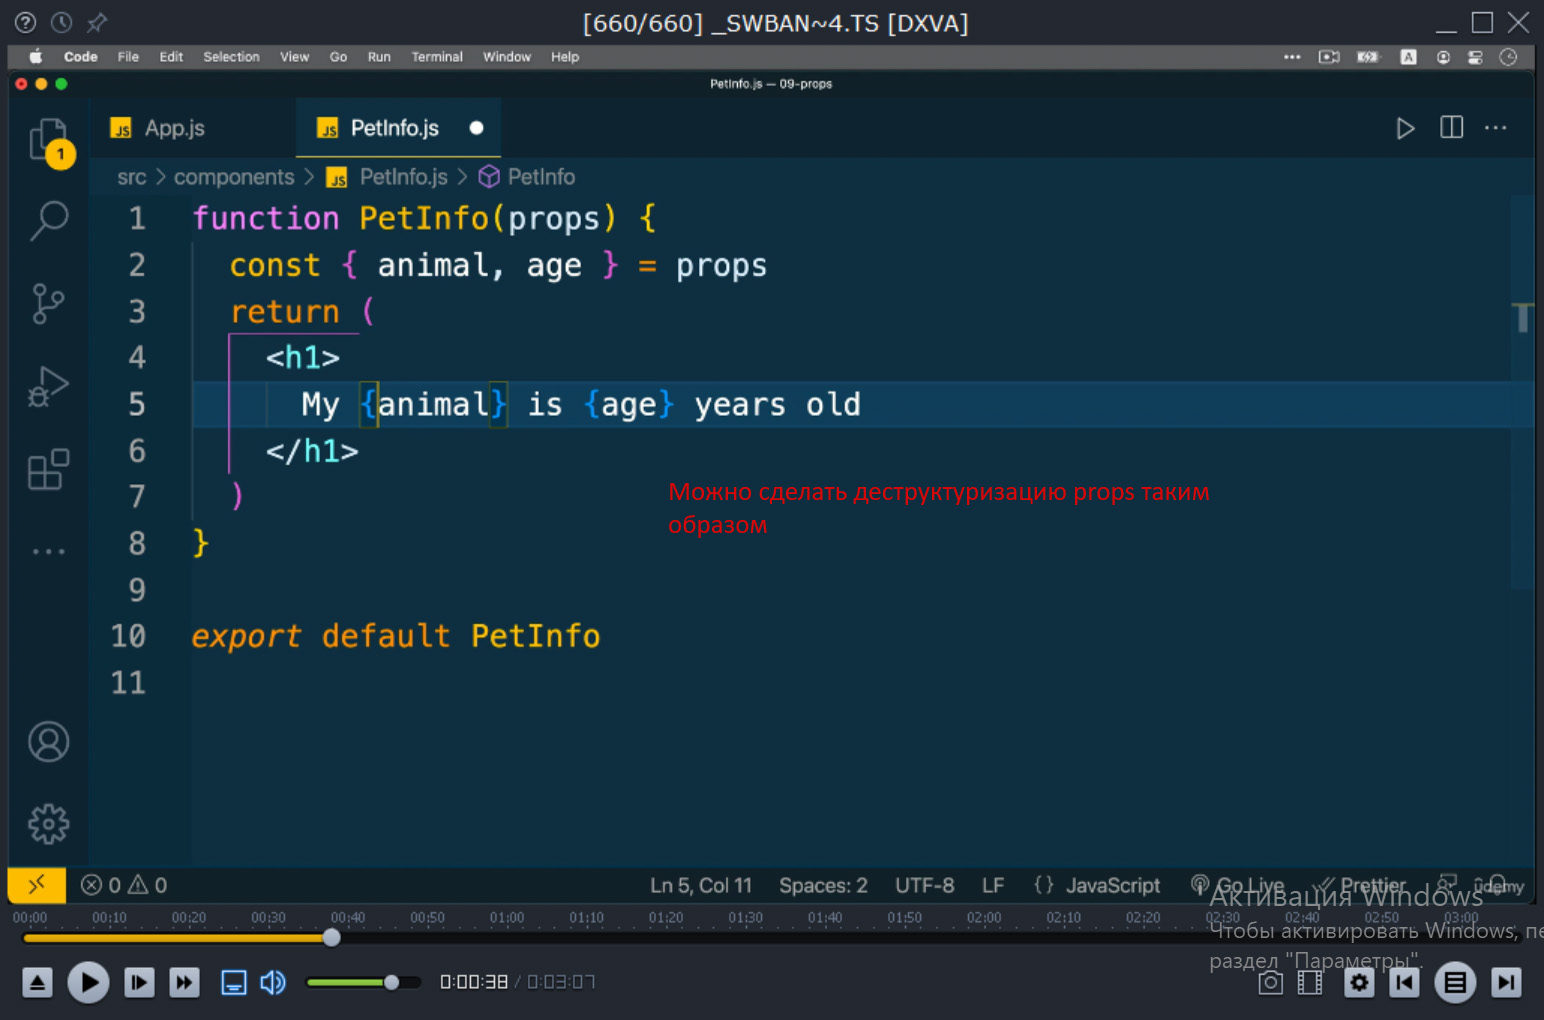 [660/660] _SWBAN~4.TS [DXVA]
Code File Edit Selection View Go Run Terminal Window Help
A
PetInfo.js — 09-props
JS App.js
JS PetInfo.js
1
src > components > JS PetInfo.js > PetInfo
1 function PetInfo(props) {
2 const { animal, age } = props
3 return (
4 <h1>
5 My {animal} is {age} years old
6 </h1>
7 )
8 }
9
10 export default PetInfo
11
Можно сделать деструктуризацию props таким
образом
0 0
Ln 5, Col 11 Spaces: 2 UTF-8 LF {} JavaScript Go Live Prettier
ûdemy
00:00 00:10 00:20 00:30 00:40 00:50 01:00 01:10 01:20 01:30 01:40 01:50 02:00 02:10 02:20 02:30 02:40 02:50 03:00
Активация Windows
Чтобы активировать Windows, пе
раздел "Параметры".
0:00:38 / 0:03:07